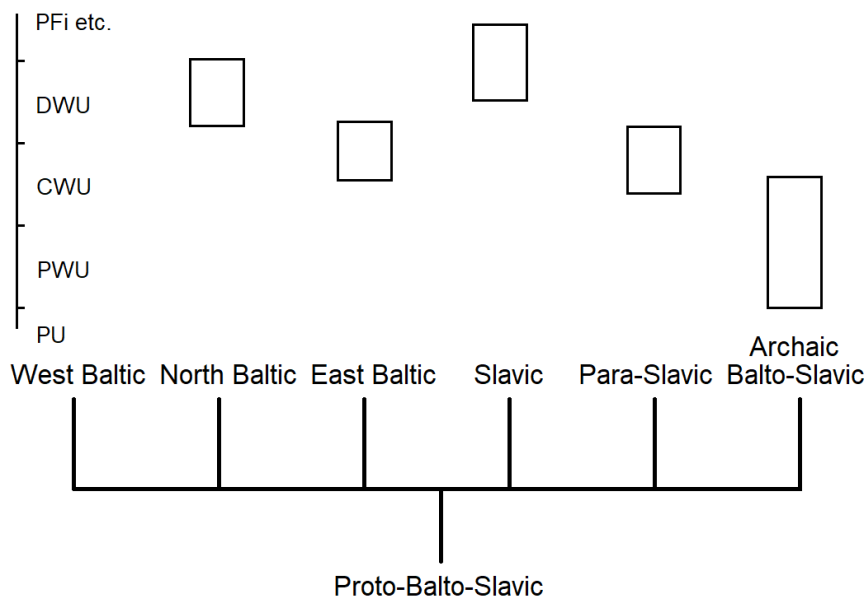 PFi etc.
DWU
CWU
PWU
PU
Archaic
West Baltic North Baltic East Baltic Slavic Para-Slavic Balto-Slavic
Proto-Balto-Slavic